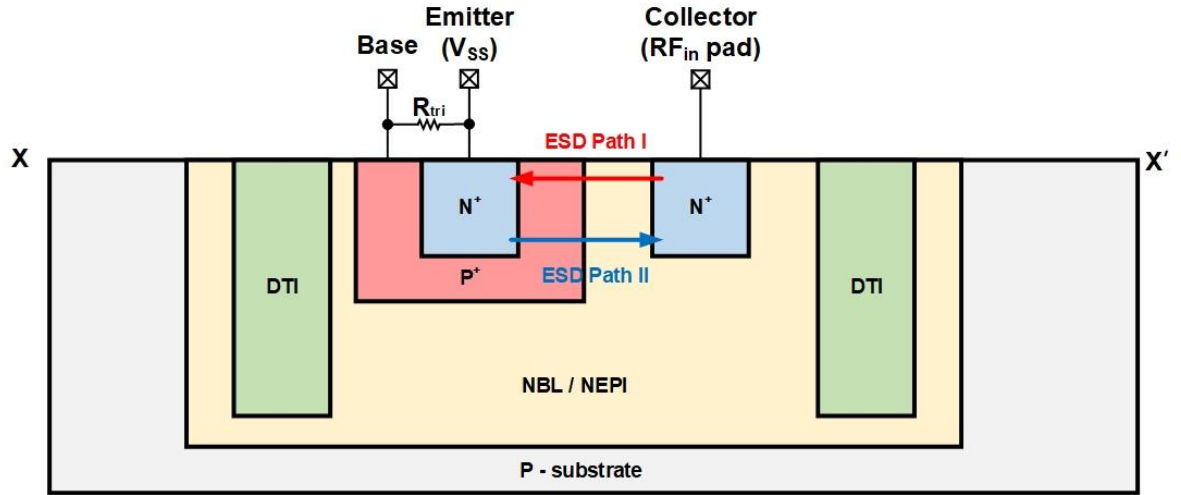 Emitter
(VSS)
Collector
(RFin pad)
Base
Rtri
ESD Path I
X
X′
N+
N+
ESD Path II
P+
DTI
DTI
NBL / NEPI
P - substrate